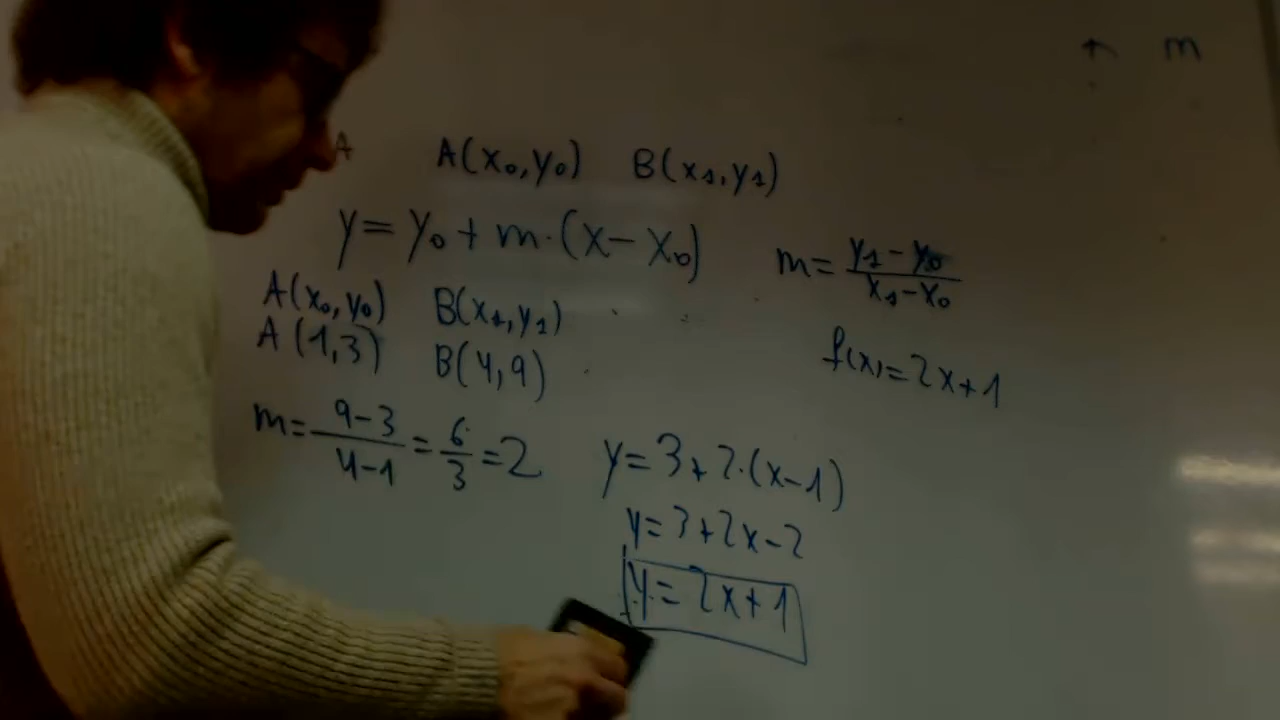 m
A
A(x₀,y₀) B(x₁,y₁)
y = y₀ + m·(x - x₀)
m = (y₁ - y₀)/(x₁ - x₀)
A(x₀,y₀) B(x₁,y₁)
A(1,3) B(4,9)
f(x) = 2x+1
m = (9-3)/(4-1) = 6/3 = 2
y = 3 + 2·(x-1)
y = 3+2x-2
y = 2x+1